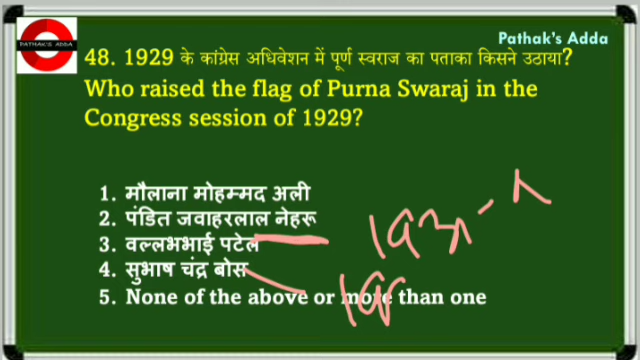 PATHAK'S ADDA
Pathak's Adda
48. 1929 के कांग्रेस अधिवेशन में पूर्ण स्वराज का पताका किसने उठाया?
Who raised the flag of Purna Swaraj in the
Congress session of 1929?
1. मौलाना मोहम्मद अली
2. पंडित जवाहरलाल नेहरू
3. वल्लभभाई पटेल
4. सुभाष चंद्र बोस
5. None of the above or more than one